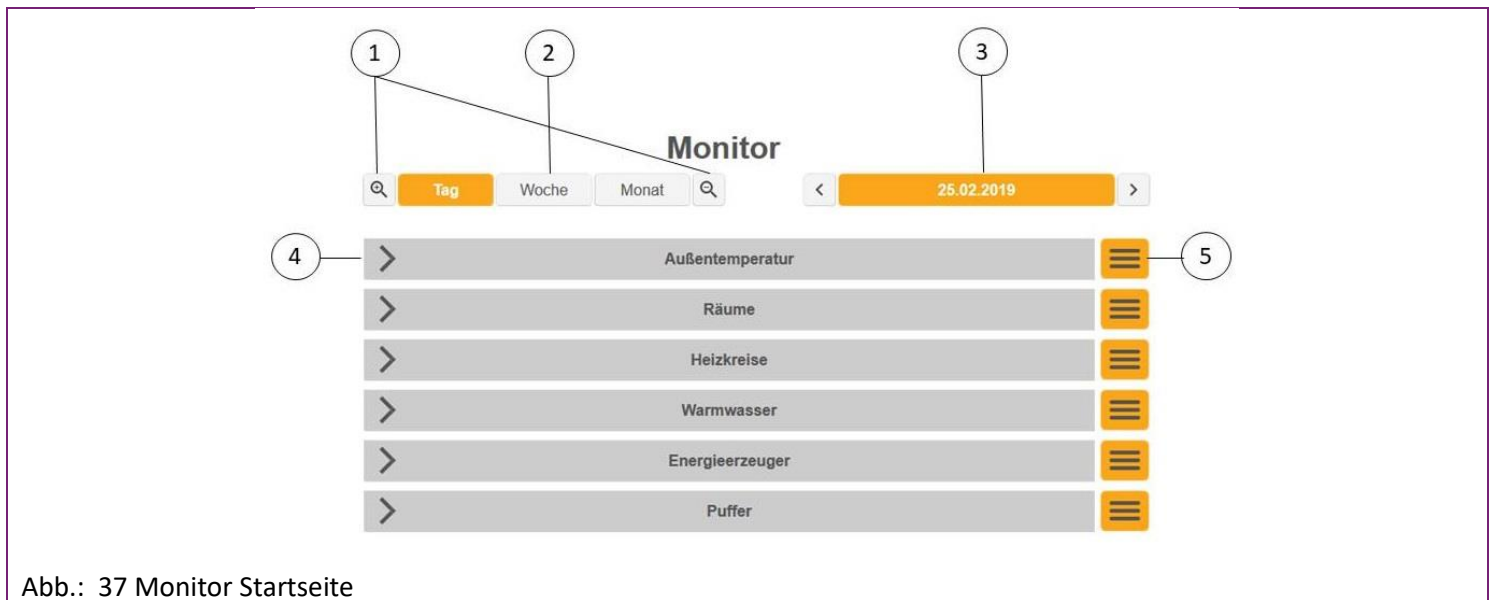 1 2 3
Monitor
Tag Woche Monat 25.02.2019
4 Außentemperatur 5
Räume
Heizkreise
Warmwasser
Energieerzeuger
Puffer
Abb.: 37 Monitor Startseite